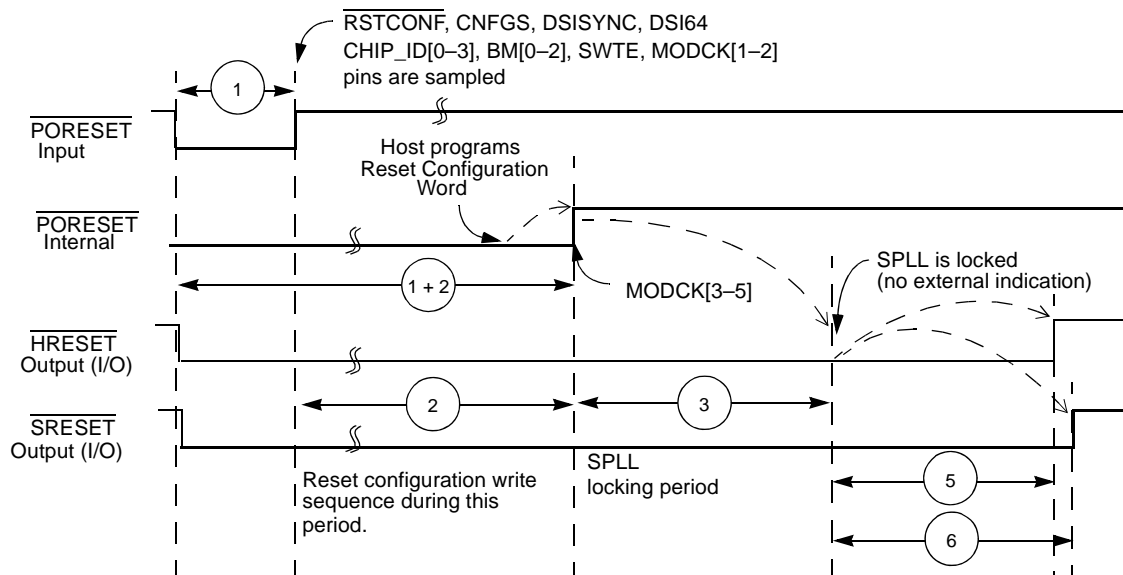 RSTCONF, CNFGS, DSISYNC, DSI64
CHIP_ID[0–3], BM[0–2], SWTE, MODCK[1–2]
pins are sampled
1
PORESET
Input
Host programs
Reset Configuration
Word
PORESET
Internal
1 + 2
MODCK[3–5]
SPLL is locked
(no external indication)
HRESET
Output (I/O)
2
3
SRESET
Output (I/O)
Reset configuration write
sequence during this
period.
SPLL
locking period
5
6